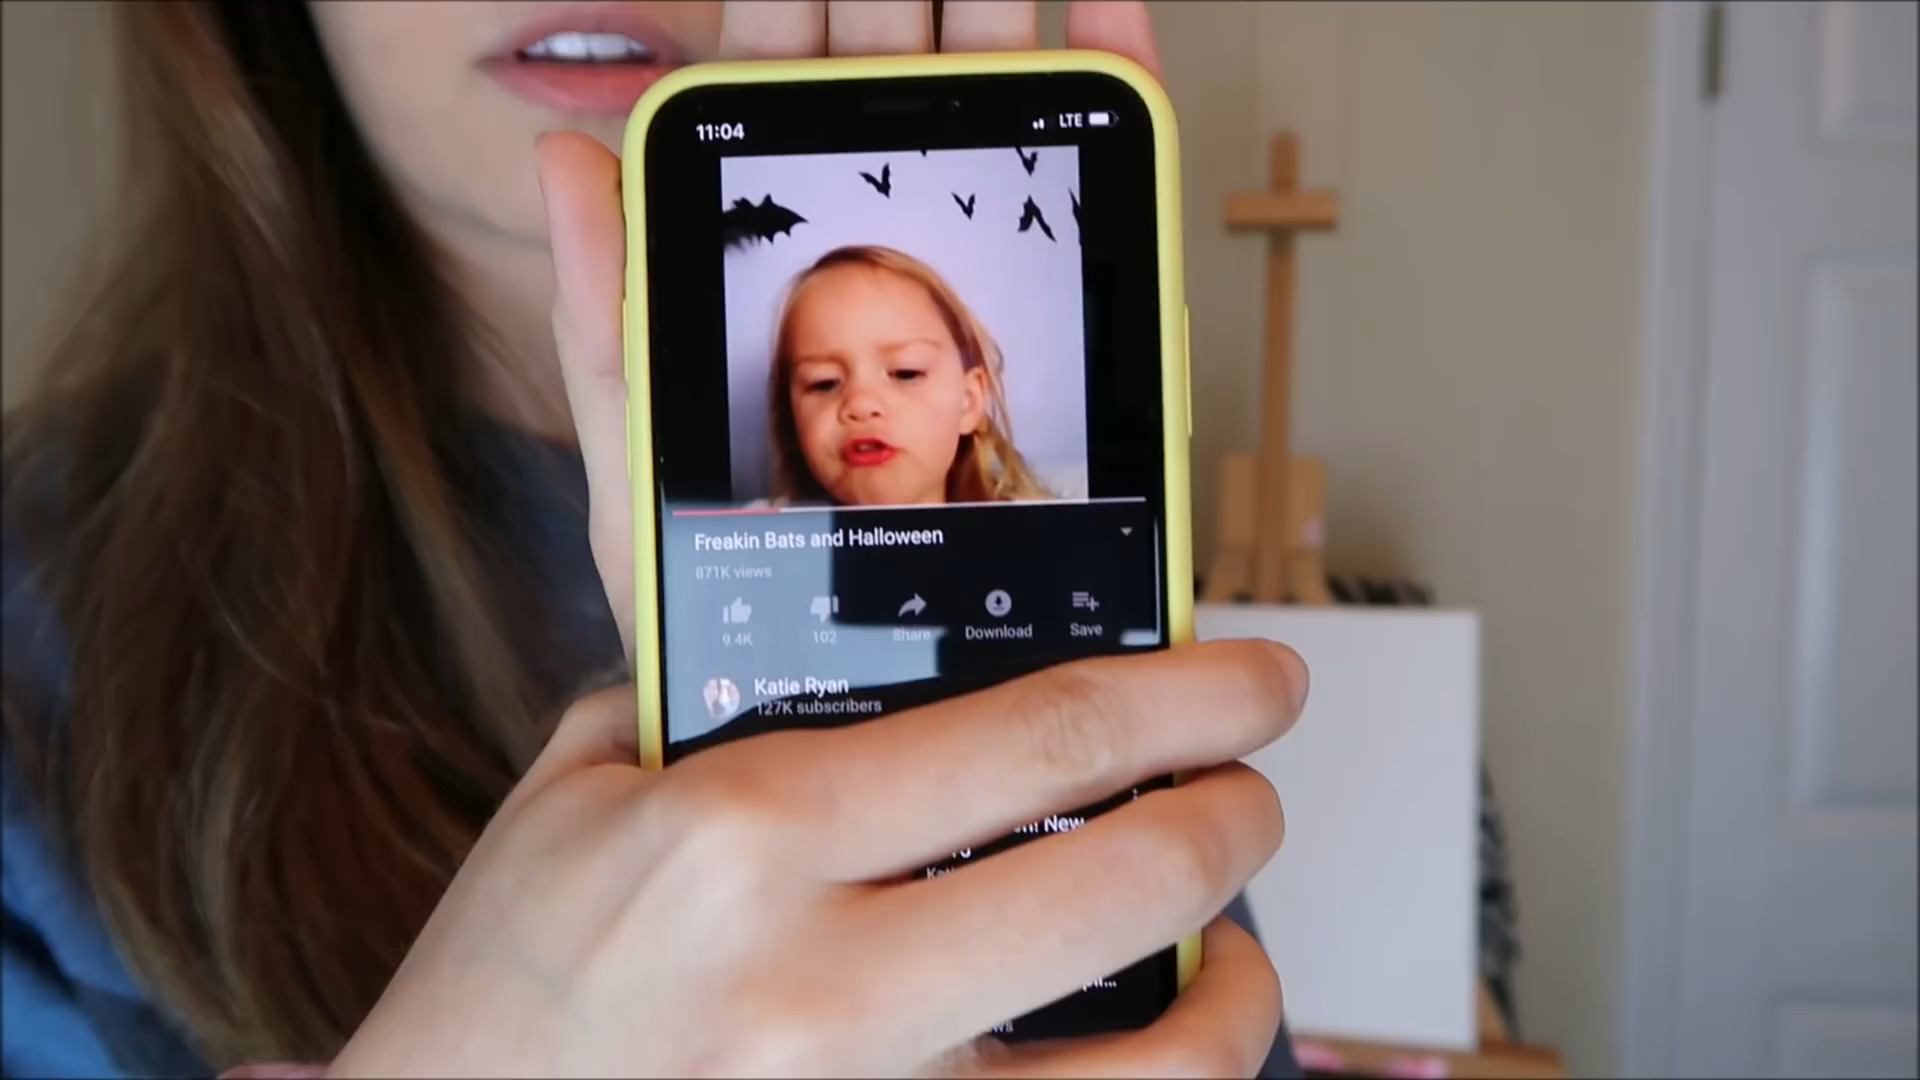 11:04 LTE
Freakin Bats and Halloween
871K views
9.4K 102 Share Download Save
Katie Ryan
127K subscribers
New